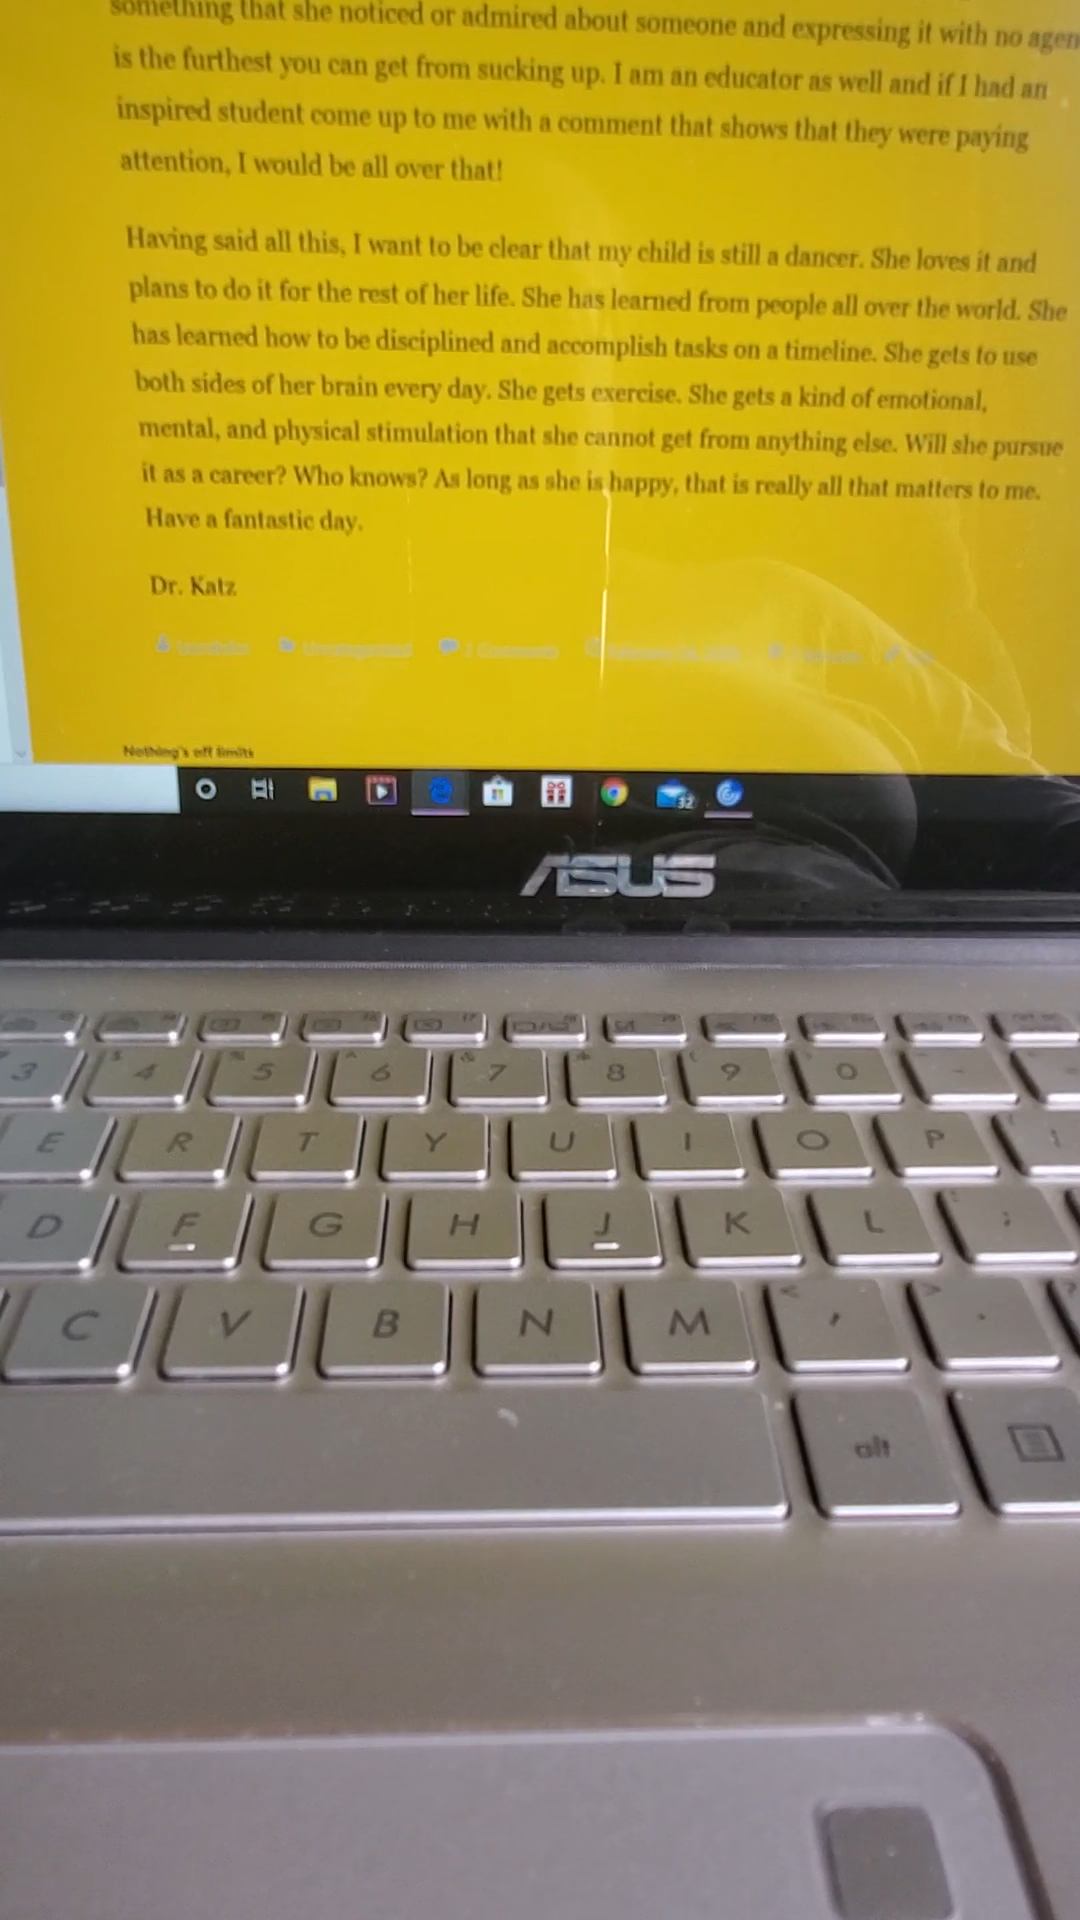 something that she noticed or admired about someone and expressing it with no agen
is the furthest you can get from sucking up. I am an educator as well and if I had an
inspired student come up to me with a comment that shows that they were paying
attention, I would be all over that!
Having said all this, I want to be clear that my child is still a dancer. She loves it and
plans to do it for the rest of her life. She has learned from people all over the world. She
has learned how to be disciplined and accomplish tasks on a timeline. She gets to use
both sides of her brain every day. She gets exercise. She gets a kind of emotional,
mental, and physical stimulation that she cannot get from anything else. Will she pursue
it as a career? Who knows? As long as she is happy, that is really all that matters to me.
Have a fantastic day.
Dr. Katz
Uncategorized
Nothing's off limits
32
ASUS
3 $ 4 % 5 ^ 6 & 7 * 8 ( 9 ) 0 -
E R T Y U I O P [
D F G H J K L ;
C V B N M < , > . ?
alt